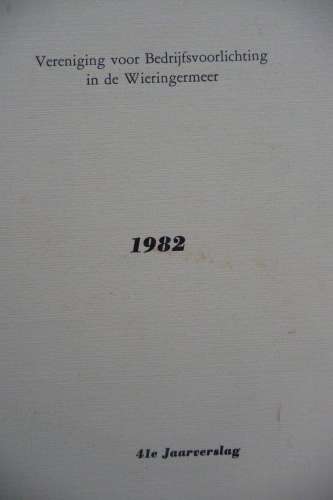 Vereniging voor Bedrijfsvoorlichting
in de Wieringermeer
1982
41e Jaarverslag